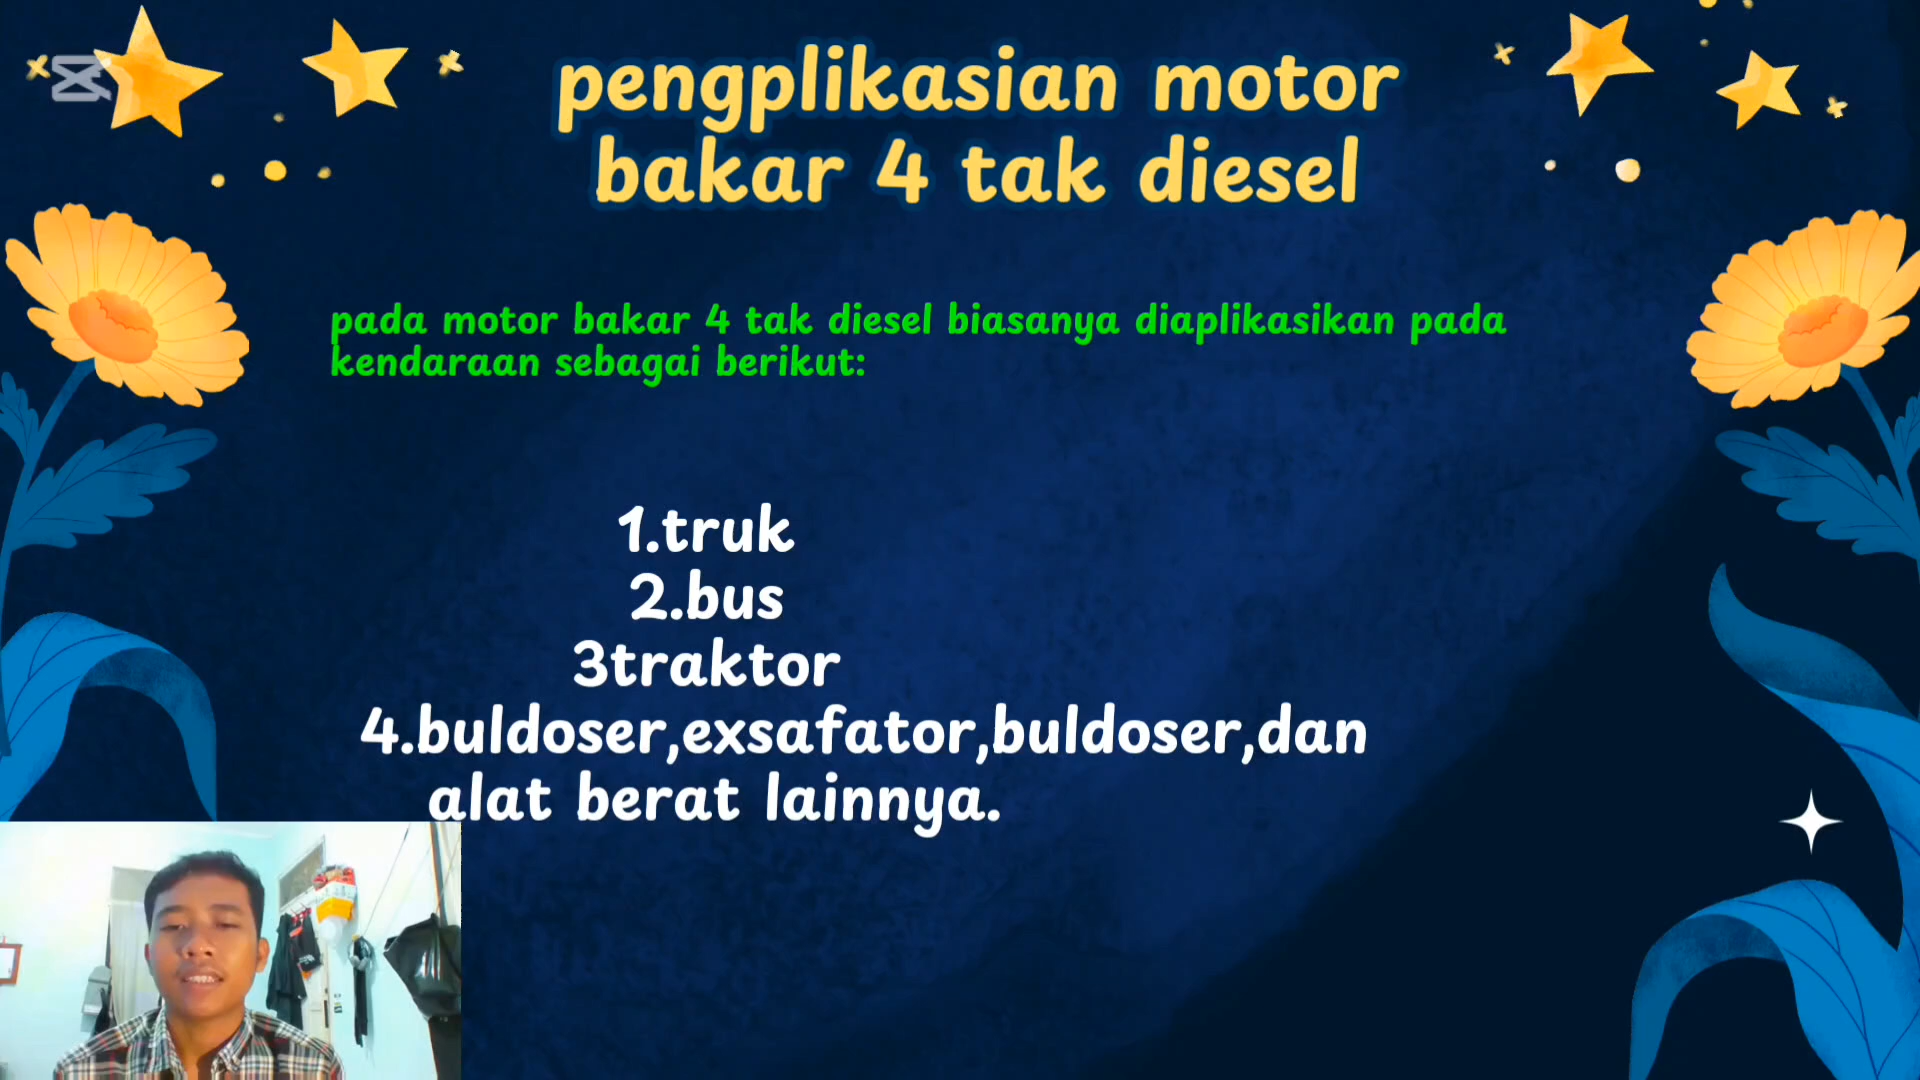 pengplikasian motor
bakar 4 tak diesel
pada motor bakar 4 tak diesel biasanya diaplikasikan pada
kendaraan sebagai berikut:
1.truk
2.bus
3traktor
4.buldoser,exsafator,buldoser,dan
alat berat lainnya.